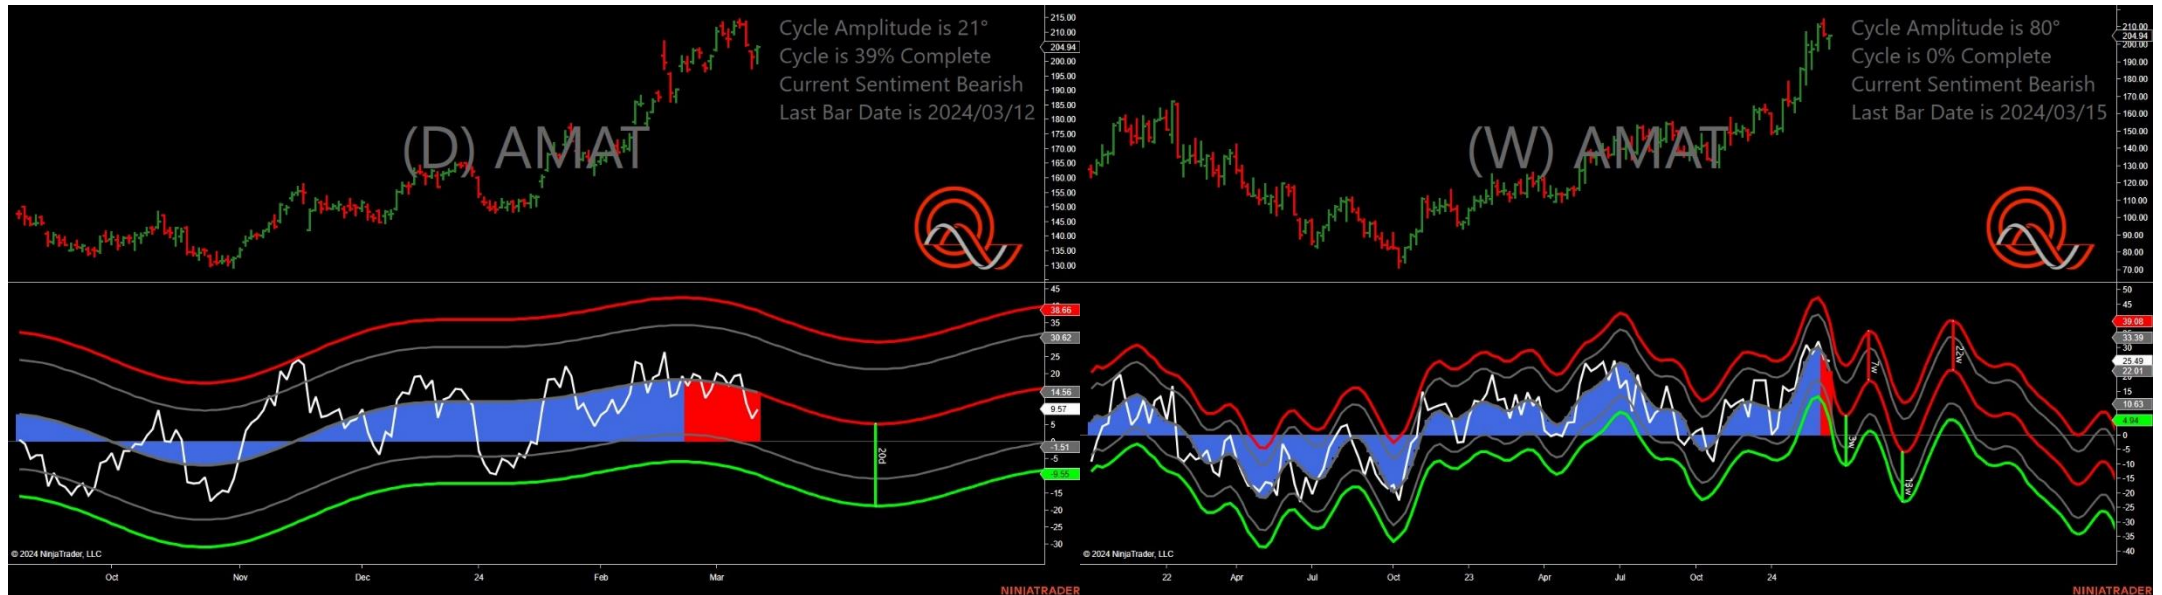 Cycle Amplitude is 21°
Cycle is 39% Complete
Current Sentiment Bearish
Last Bar Date is 2024/03/12
(D) AMAT
215.00
210.00
204.94
200.00
195.00
190.00
185.00
180.00
175.00
170.00
165.00
160.00
155.00
150.00
145.00
140.00
135.00
130.00
45
38.66
35
30.62
25
20
14.56
9.57
5
-1.51
-5
-9.55
-15
-20
-25
-30
20d
© 2024 NinjaTrader, LLC
Oct
Nov
Dec
24
Feb
Mar
NINJATRADER
Cycle Amplitude is 80°
Cycle is 0% Complete
Current Sentiment Bearish
Last Bar Date is 2024/03/15
(W) AMAT
210.00
204.94
200.00
190.00
180.00
170.00
160.00
150.00
140.00
130.00
120.00
110.00
100.00
90.00
80.00
70.00
50
45
39.08
33.39
30
25.49
22.01
15
10.63
4.94
0
-5
-10
-15
-20
-25
-30
-35
-40
7w
22w
3w
18w
© 2024 NinjaTrader, LLC
22
Apr
Jul
Oct
23
Apr
Jul
Oct
24
NINJATRADER